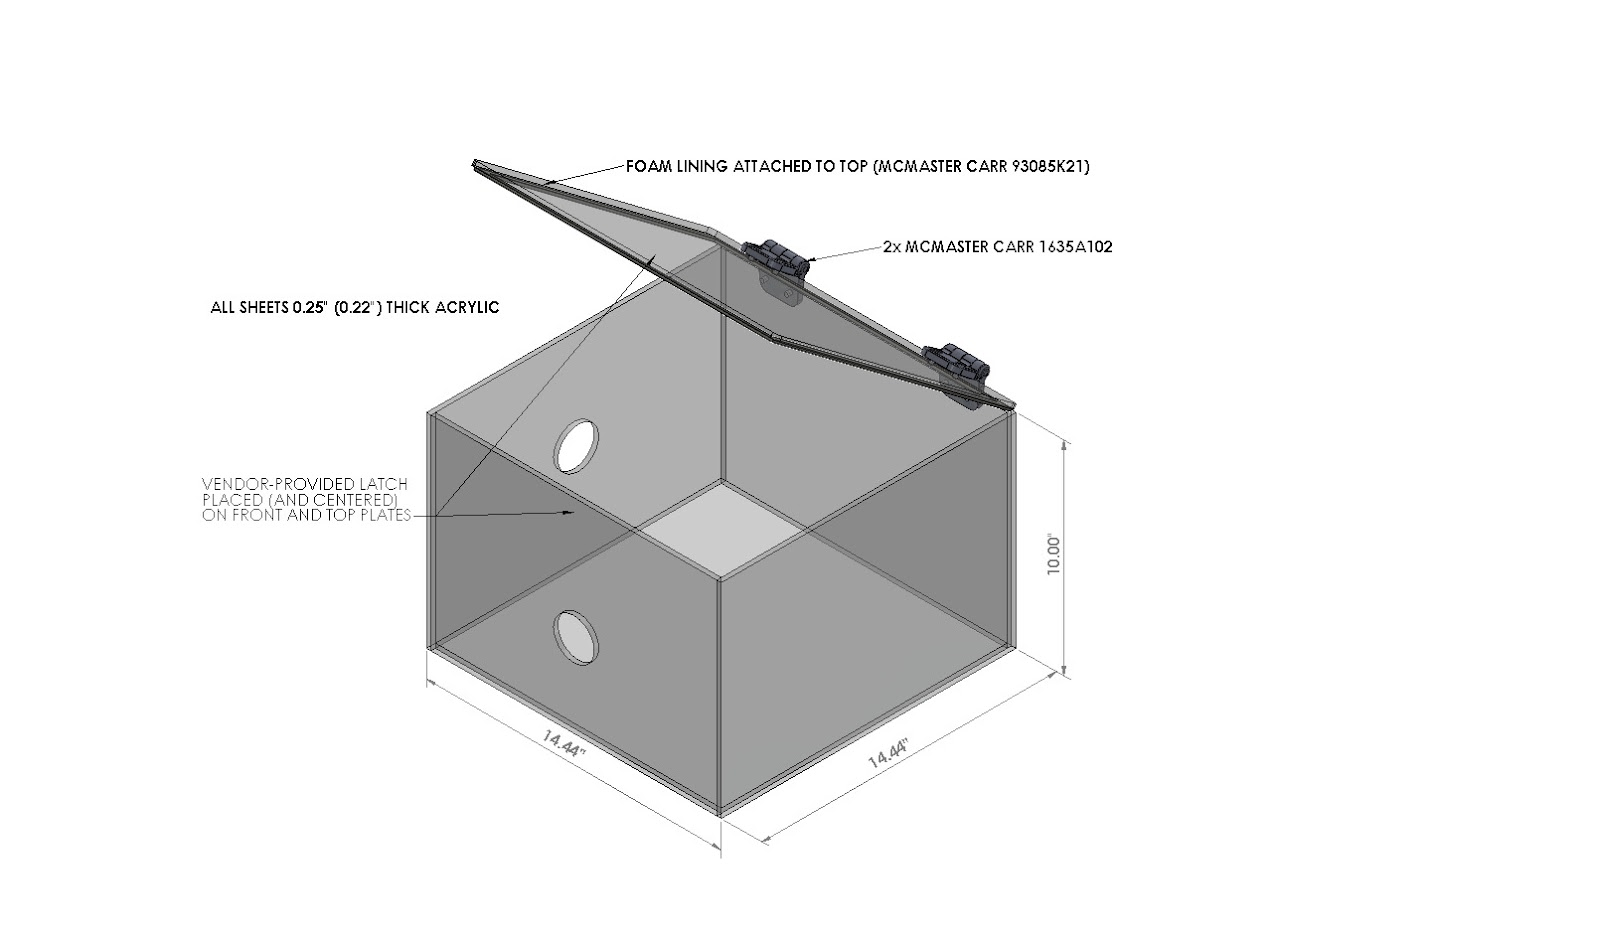 FOAM LINING ATTACHED TO TOP (MCMASTER CARR 93085K21)
2x MCMASTER CARR 1635A102
ALL SHEETS 0.25" (0.22") THICK ACRYLIC
VENDOR-PROVIDED LATCH
PLACED (AND CENTERED)
ON FRONT AND TOP PLATES
10.00"
14.44"
14.44"